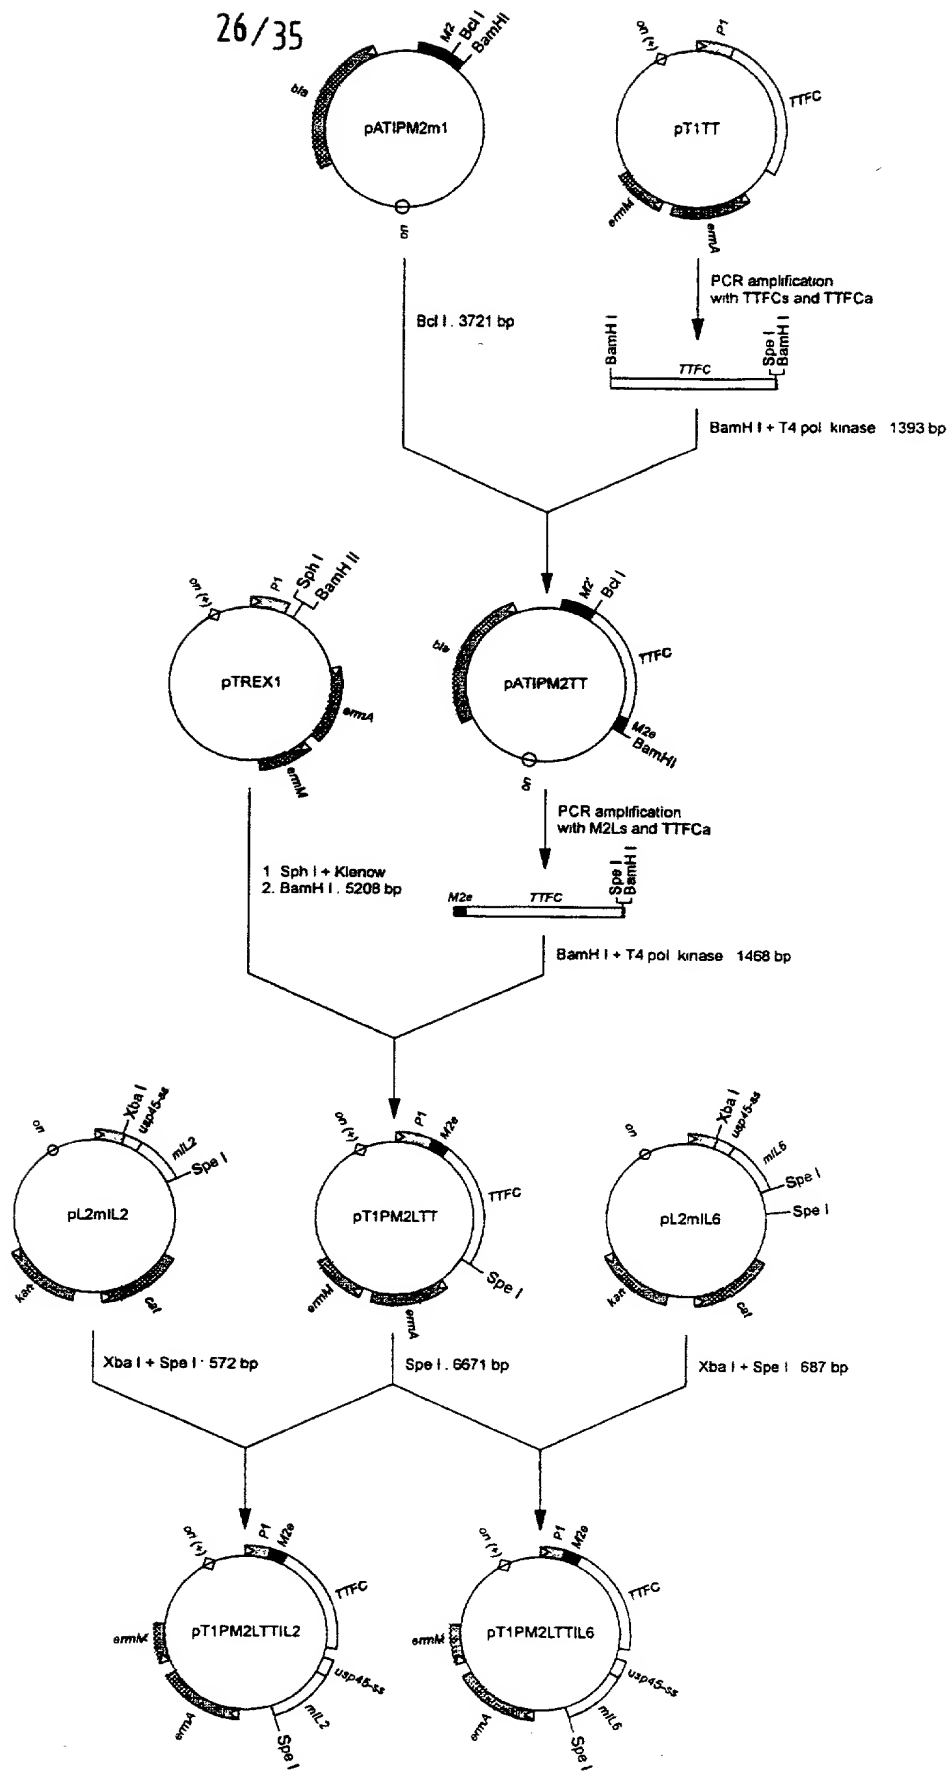 26/35
M2
Bcl I
BamHI
bla
pATIPM2m1
ori
ori (+)
P1
TTFC
pT1TT
ermM
ermA
PCR amplification
with TTFCs and TTFCa
Bcl I . 3721 bp
BamH I
Spe I
BamH I
TTFC
BamH I + T4 pol kinase 1393 bp
ori (+)
P1
Sph I
BamH II
pTREX1
ermA
ermM
M2'
Bcl I
bla
TTFC
pATIPM2TT
M2e
BamHI
ori
PCR amplification
with M2Ls and TTFCa
1 Sph I + Klenow
2. BamH I . 5208 bp
Spe I
BamH I
M2e
TTFC
BamH I + T4 pol kinase 1468 bp
ori
Xba I
usp45-ss
mIL2
Spe I
pL2mIL2
kan
cat
ori (+)
P1
M2e
TTFC
pT1PM2LTT
Spe I
ermM
ermA
ori
Xba I
usp45-ss
mIL6
Spe I
Spe I
pL2mIL6
kan
cat
Xba I + Spe I · 572 bp
Spe I . 6671 bp
Xba I + Spe I 687 bp
ori (+)
P1
M2e
TTFC
pT1PM2LTTIL2
ermM
usp45-ss
mIL2
ermA
Spe I
ori (+)
P1
M2e
TTFC
pT1PM2LTTIL6
ermM
usp45-ss
mIL6
ermA
Spe I